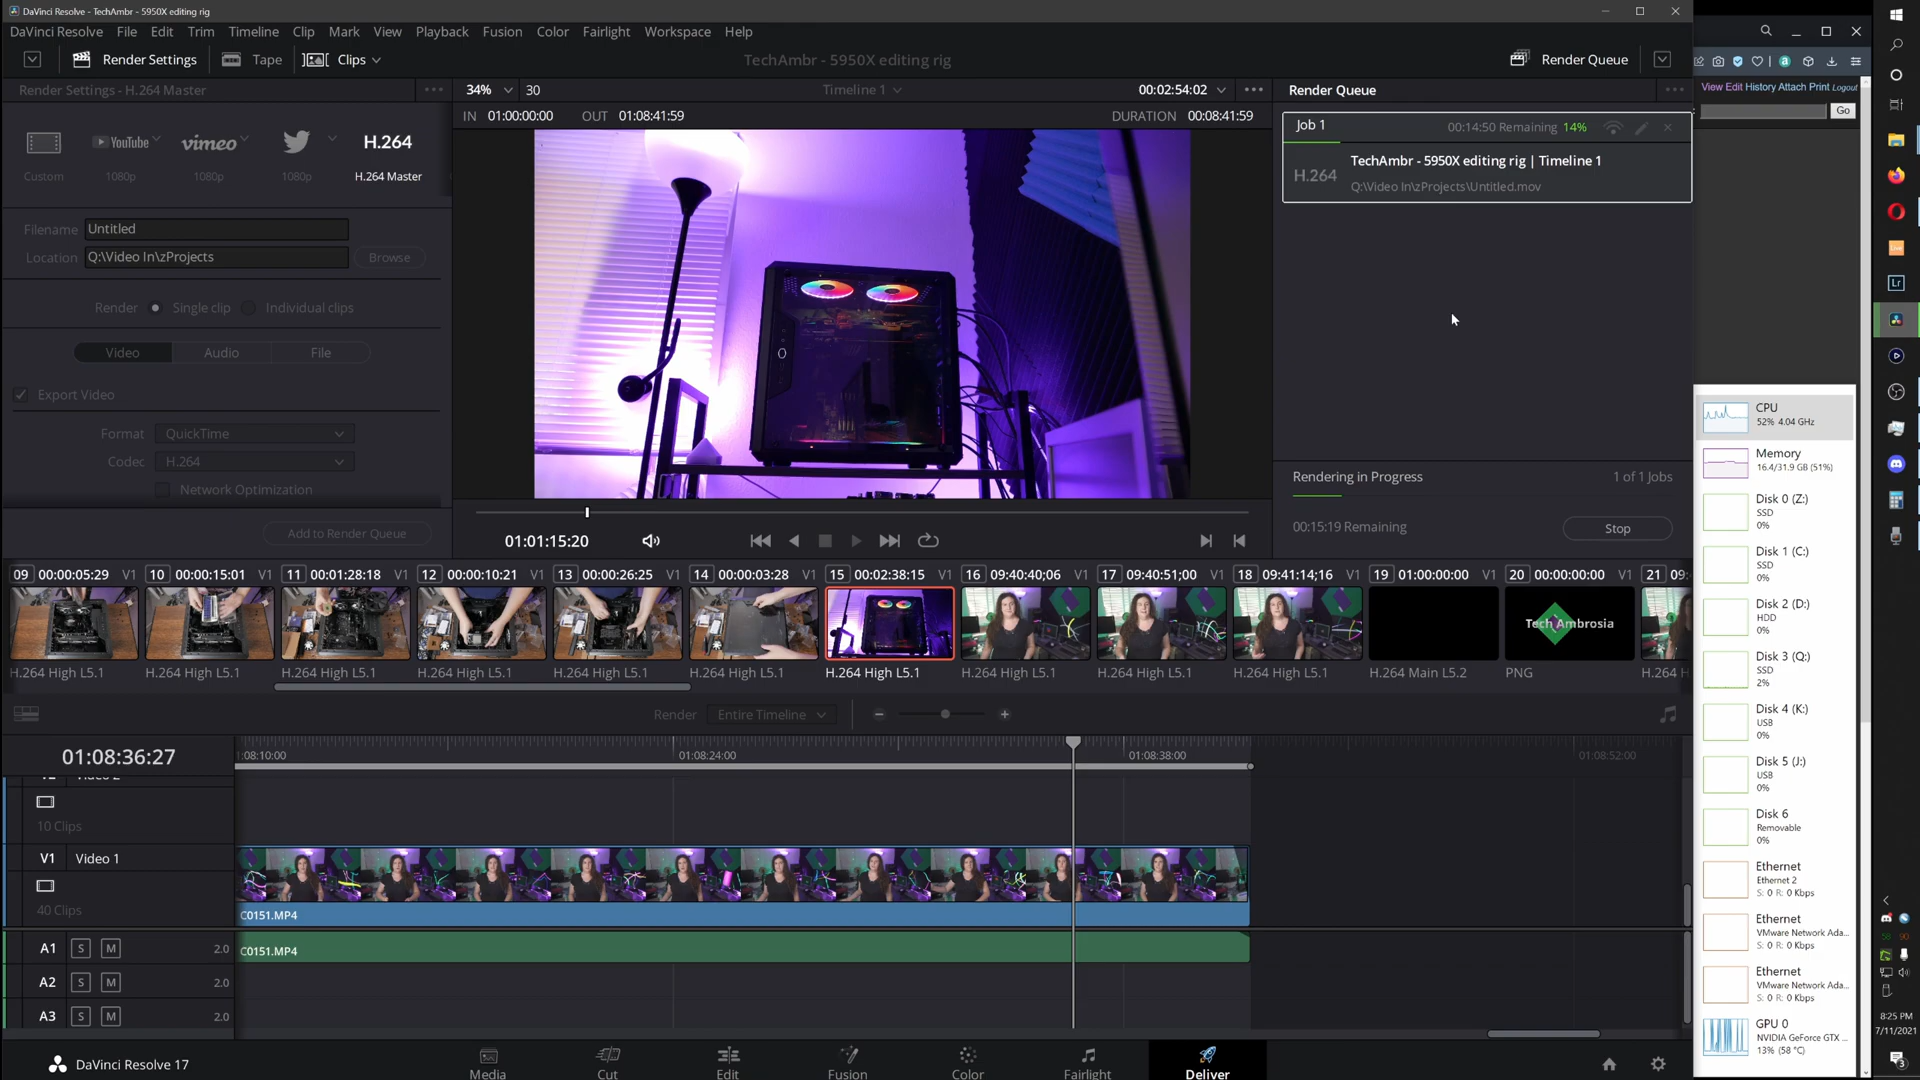 DaVinci Resolve - TechAmbr - 5950X editing rig
DaVinci Resolve File Edit Trim Timeline Clip Mark View Playback Fusion Color Fairlight Workspace Help
Render Settings Tape Clips TechAmbr - 5950X editing rig Render Queue
Render Settings - H.264 Master 34% 30 Timeline 1 00:02:54:02 Render Queue
View Edit History Attach Print Logout
Go
IN 01:00:00:00 OUT 01:08:41:59 DURATION 00:08:41:59
Job 1 00:14:50 Remaining 14%
TechAmbr - 5950X editing rig | Timeline 1
H.264
Q:\Video In\zProjects\Untitled.mov
YouTube vimeo H.264
Custom 1080p 1080p 1080p H.264 Master
Filename Untitled
Location Q:\Video In\zProjects Browse
Render Single clip Individual clips
Video Audio File
Export Video
Format QuickTime
Codec H.264
Network Optimization
Add to Render Queue
Rendering in Progress 1 of 1 Jobs
00:15:19 Remaining Stop
01:01:15:20
09 00:00:05:29 V1 10 00:00:15:01 V1 11 00:01:28:18 V1 12 00:00:10:21 V1 13 00:00:26:25 V1 14 00:00:03:28 V1 15 00:02:38:15 V1 16 09:40:40;06 V1 17 09:40:51;00 V1 18 09:41:14;16 V1 19 01:00:00:00 V1 20 00:00:00:00 V1 21 09:
Tech Ambrosia
H.264 High L5.1 H.264 High L5.1 H.264 High L5.1 H.264 High L5.1 H.264 High L5.1 H.264 High L5.1 H.264 High L5.1 H.264 High L5.1 H.264 High L5.1 H.264 High L5.1 H.264 Main L5.2 PNG H.264 H
Render Entire Timeline
01:08:36:27 :08:10:00 01:08:24:00 01:08:38:00 01:08:52:00
10 Clips
V1 Video 1
40 Clips
C0151.MP4
A1 S M 2.0 C0151.MP4
A2 S M 2.0
A3 S M 2.0
DaVinci Resolve 17
Media Cut Edit Fusion Color Fairlight Deliver
CPU
52% 4.04 GHz
Memory
16.4/31.9 GB (51%)
Disk 0 (Z:)
SSD
0%
Disk 1 (C:)
SSD
0%
Disk 2 (D:)
HDD
0%
Disk 3 (Q:)
SSD
2%
Disk 4 (K:)
USB
0%
Disk 5 (J:)
USB
0%
Disk 6
Removable
0%
Ethernet
Ethernet 2
S: 0 R: 0 Kbps
Ethernet
VMware Network Ada...
S: 0 R: 0 Kbps
Ethernet
VMware Network Ada...
S: 0 R: 0 Kbps
GPU 0
NVIDIA GeForce GTX ...
13% (58 °C)
Lr
8:25 PM
7/11/2021
3